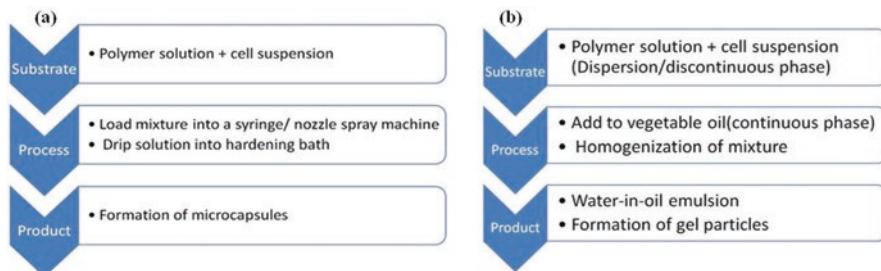 (a)
Substrate
• Polymer solution + cell suspension
Process
• Load mixture into a syringe/ nozzle spray machine
• Drip solution into hardening bath
Product
• Formation of microcapsules
(b)
Substrate
• Polymer solution + cell suspension
(Dispersion/discontinuous phase)
Process
• Add to vegetable oil(continuous phase)
• Homogenization of mixture
Product
• Water-in-oil emulsion
• Formation of gel particles